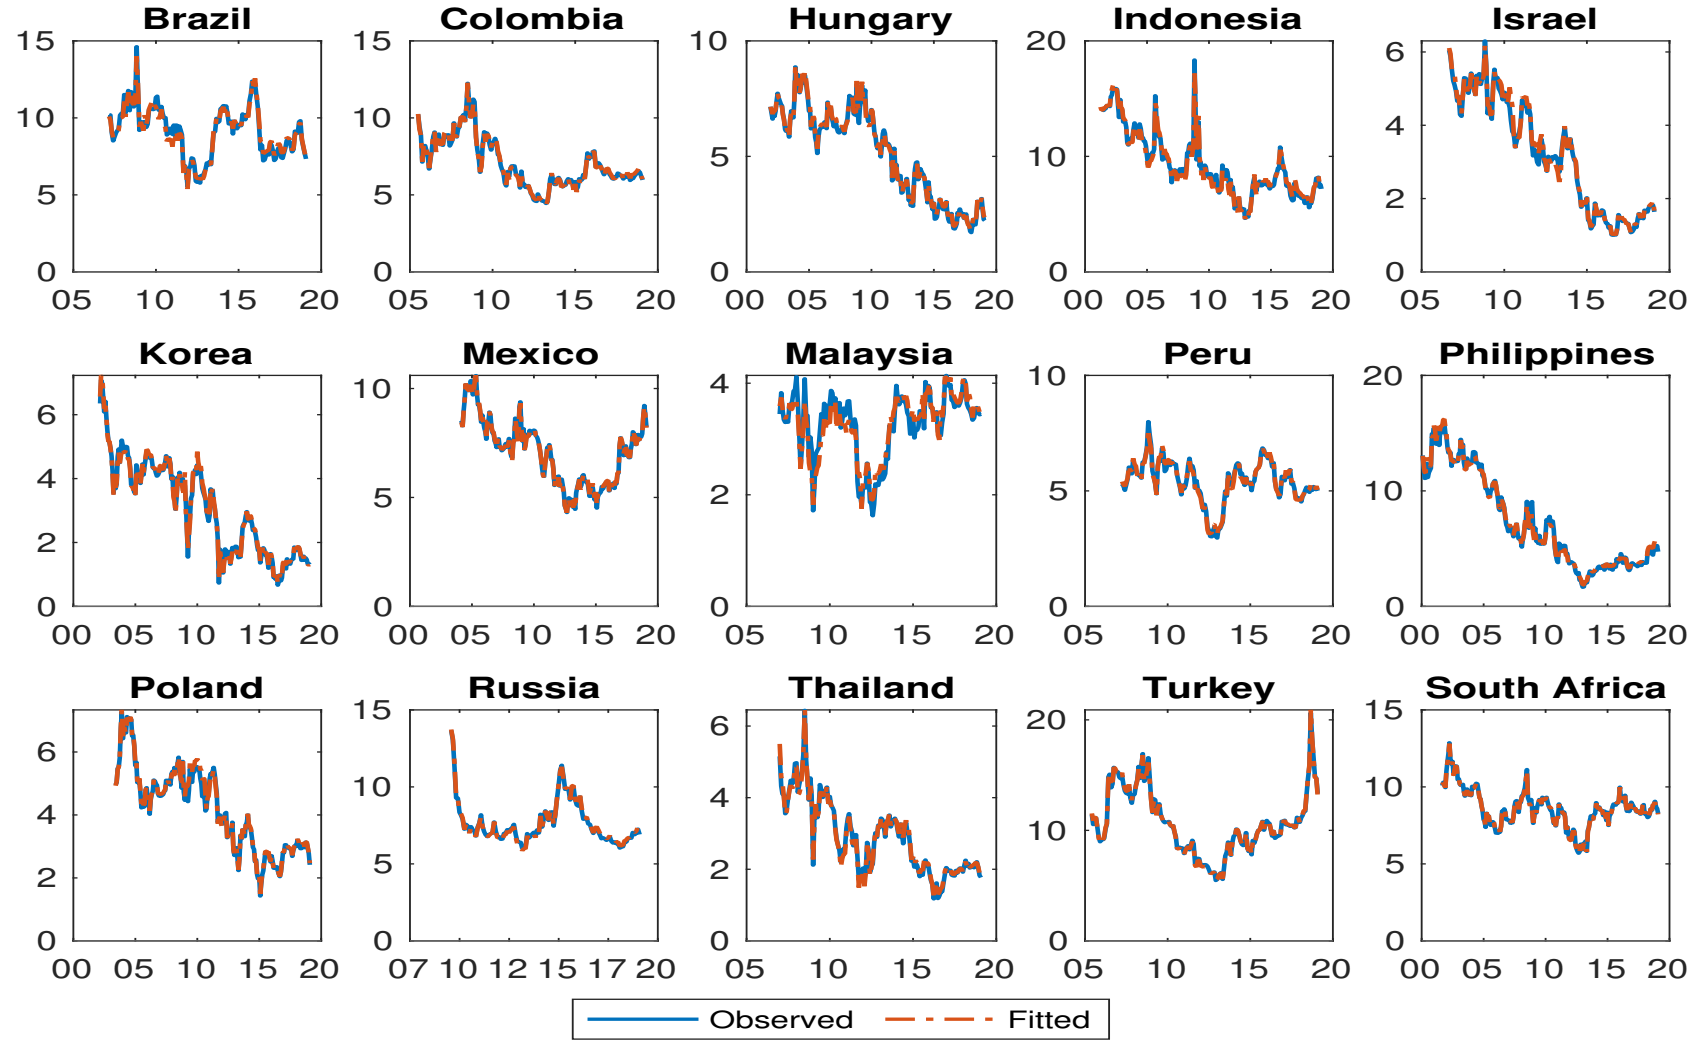 Brazil Colombia Hungary Indonesia Israel
15 15 10 20 6
10 10 5 10 4
5 5 2
0 0 0 0 0
05 10 15 20 05 10 15 20 00 05 10 15 20 00 05 10 15 20 05 10 15 20
Korea Mexico Malaysia Peru Philippines
6 10 4 10 20
4 5 2 5 10
2
0 0 0 0 0
00 05 10 15 20 00 05 10 15 20 05 10 15 20 05 10 15 20 00 05 10 15 20
Poland Russia Thailand Turkey South Africa
6 15 6 20 15
4 10 4 10 10
2 5 2 5
0 0 0 0 0
00 05 10 15 20 07 10 12 15 17 20 05 10 15 20 05 10 15 20 00 05 10 15 20
Observed Fitted